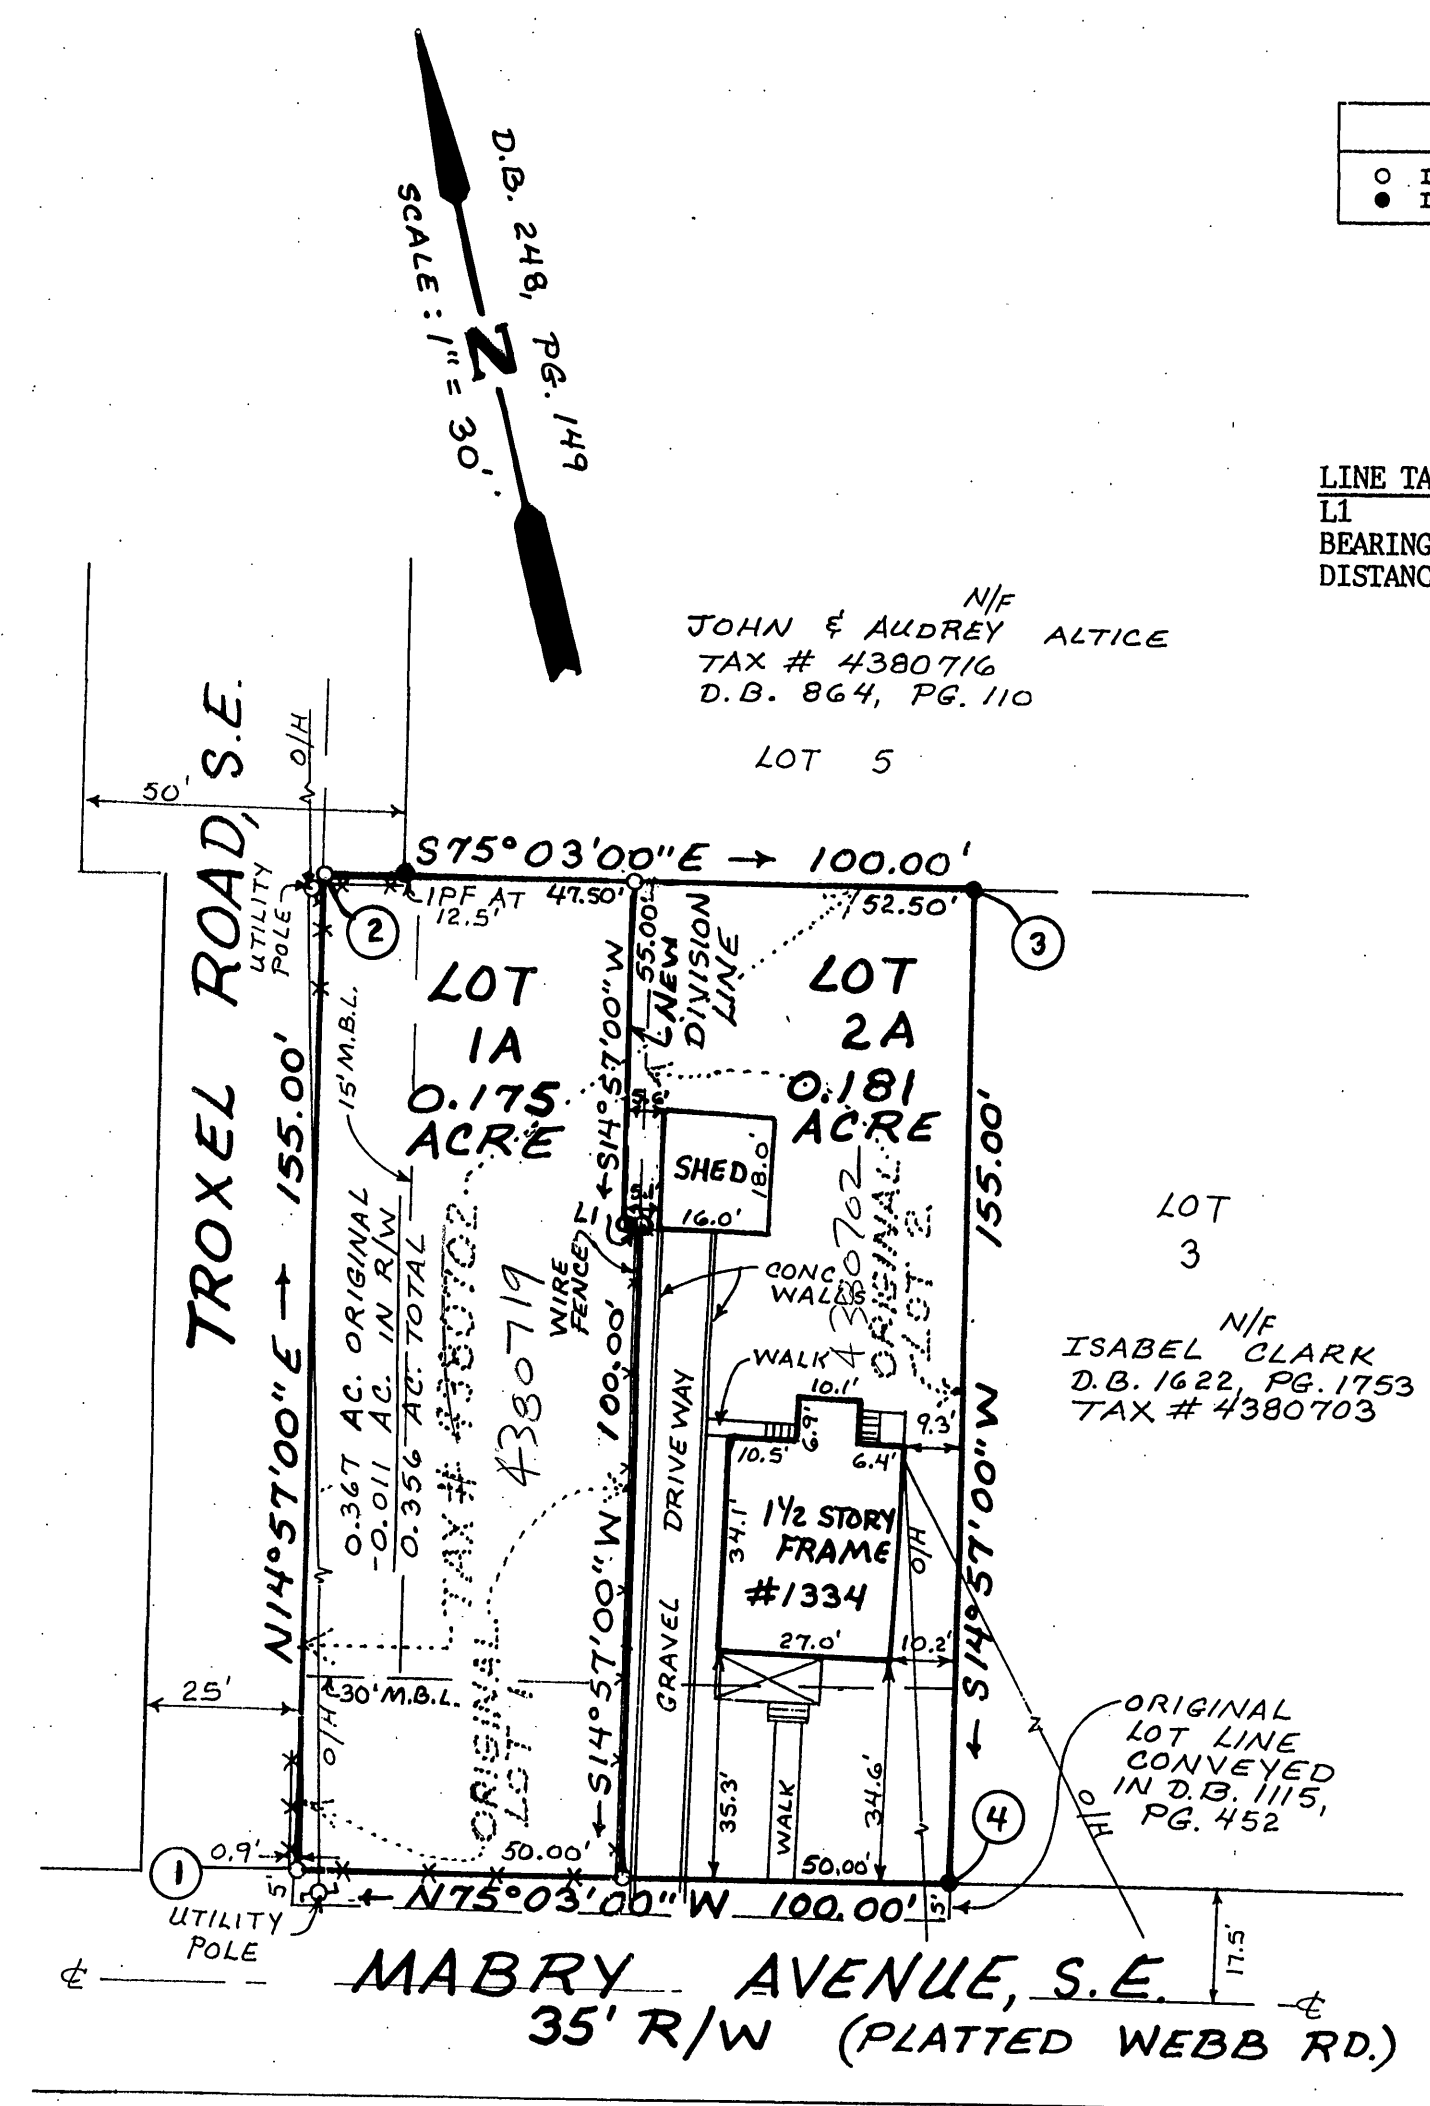 D.B. 248, PG. 149
SCALE : 1" = 30'
N
LINE TA
L1
BEARING
DISTANC
N/F
JOHN & AUDREY ALTICE
TAX # 4380716
D.B. 864, PG. 110
LOT 5
TROXEL ROAD, S.E.
50'
O/H
UTILITY
POLE
S75°03'00"E → 100.00'
IPF AT
12.5'
47.50'
52.50'
2
3
LOT
1A
0.175
ACRE
55.00'
NEW
DIVISION
LINE
LOT
2A
0.181
ACRE
15' M.B.L.
N14°57'00"E → 155.00'
←S14°57'00"W
5.6'
SHED
18.0'
16.0'
5.1'
L1
WIRE
FENCE
0.367 AC. ORIGINAL
-0.011 AC. IN R/W
0.356 AC. TOTAL
TAX # 4380702
4380719
4380702
ORIGINAL
LOT 2
CONC.
WALLS
WALK
← S14°57'00"W 155.00'
LOT
3
N/F
ISABEL CLARK
D.B. 1622, PG. 1753
TAX # 4380703
←S14°57'00"W 100.00'
GRAVEL DRIVEWAY
10.1'
6.9'
10.5'
6.4'
9.3'
34.1'
1½ STORY
FRAME
#1334
O/H
27.0'
10.2'
25'
30' M.B.L.
O/H
ORIGINAL
LOT 1
35.3'
WALK
34.6'
O/H
ORIGINAL
LOT LINE
CONVEYED
IN D.B. 1115,
PG. 452
1
0.9'
5'
50.00'
50.00'
4
UTILITY
POLE
← N75°03'00"W 100.00'
5'
17.5'
℄
MABRY AVENUE, S.E.
℄
35' R/W (PLATTED WEBB RD.)